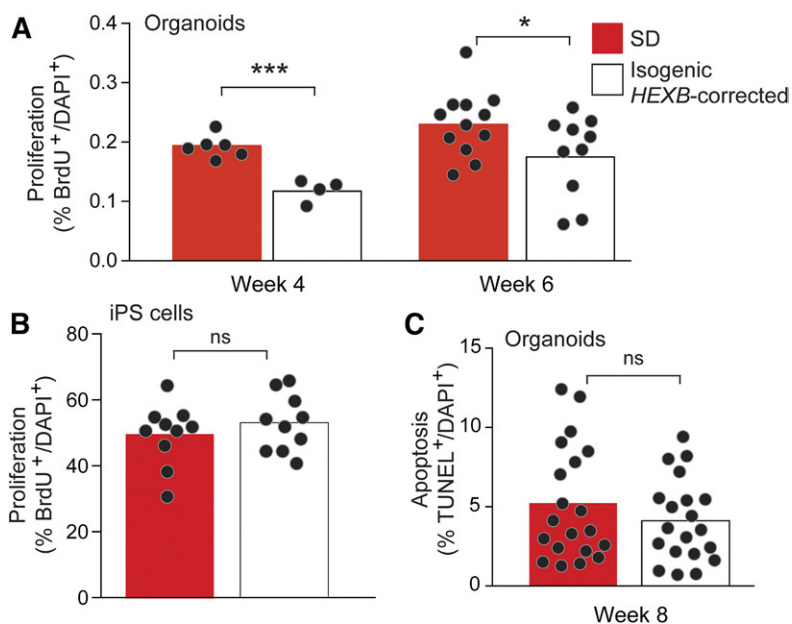 A
Organoids
Proliferation
(% BrdU+/DAPI+)
0.4
0.3
0.2
0.1
0.0
***
*
Week 4
Week 6
SD
Isogenic
HEXB-corrected
B
iPS cells
Proliferation
(% BrdU+/DAPI+)
80
60
40
20
0
ns
C
Organoids
Apoptosis
(% TUNEL+/DAPI+)
15
10
5
0
ns
Week 8